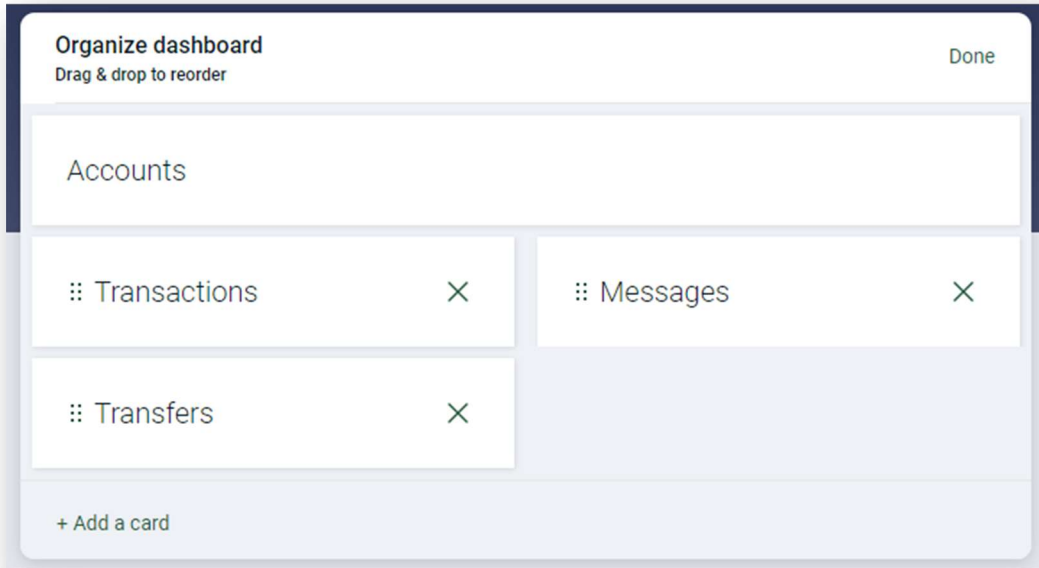 Organize dashboard
Drag & drop to reorder
Done
Accounts
Transactions
Messages
Transfers
+ Add a card